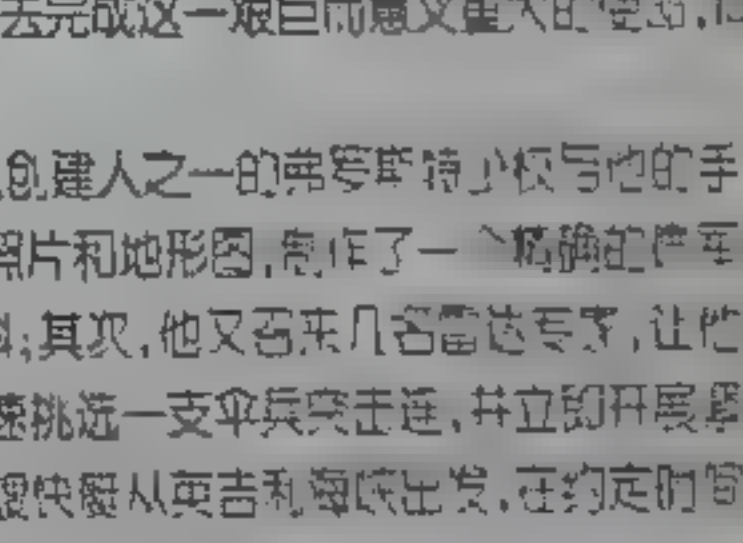 去完成这一艰巨而意义重大的
创建人之一的弗罗斯特少校与他的手
照片和地形图,制作了一个精确的
其次,他又召来几名雷达专家,让他
速挑选一支伞兵突击连,并立即开展
艘快艇从英吉利海峡出发,在约定时